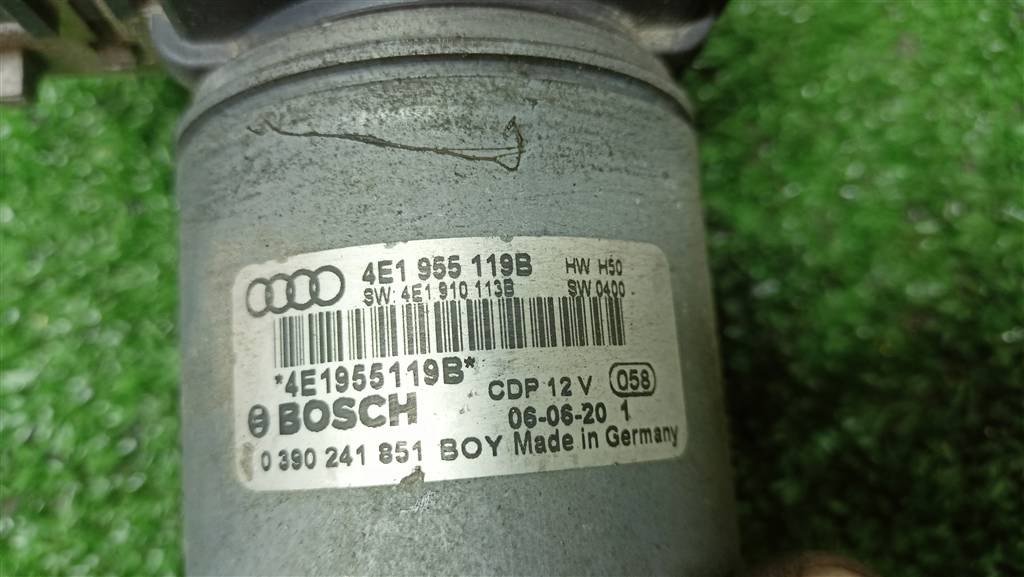 4E1 955 119B HW H50
SW: 4E1 910 113B SW 0400
*4E1955119B*
CDP 12 V 058
BOSCH 06-06-20 1
0 390 241 851 BOY Made in Germany